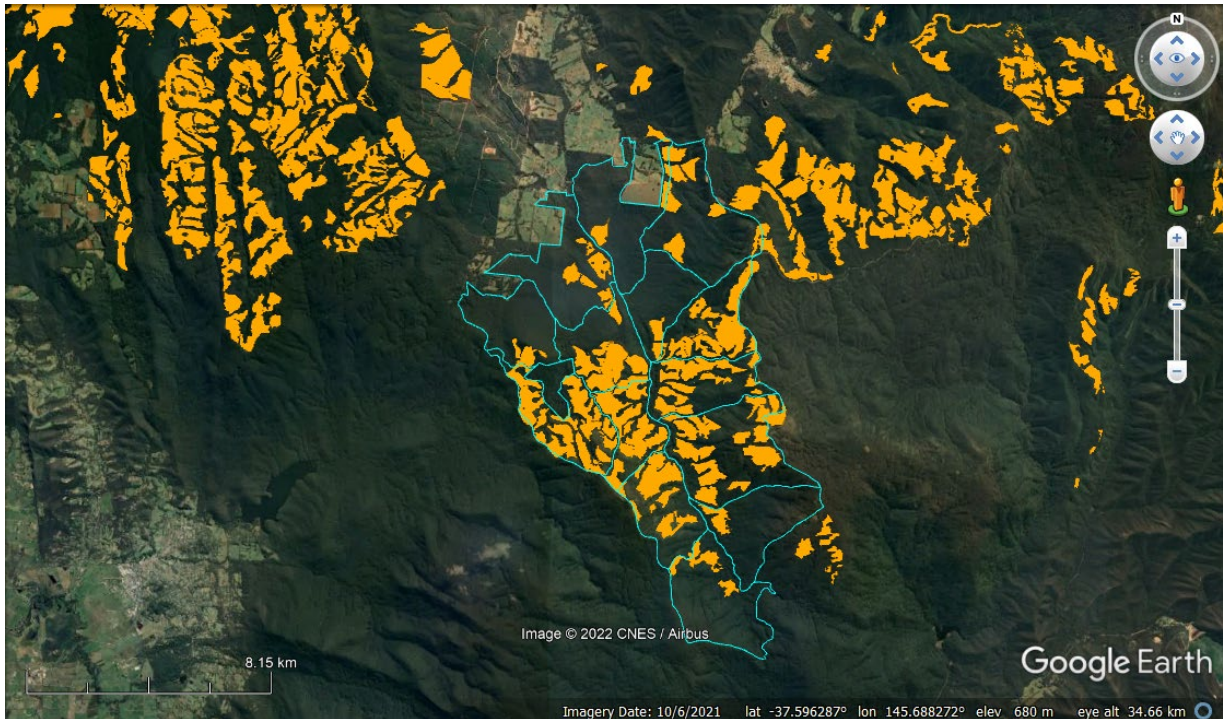 N
Image © 2022 CNES / Airbus
8.15 km
Google Earth
Imagery Date: 10/6/2021 lat -37.596287° lon 145.688272° elev 680 m eye alt 34.66 km